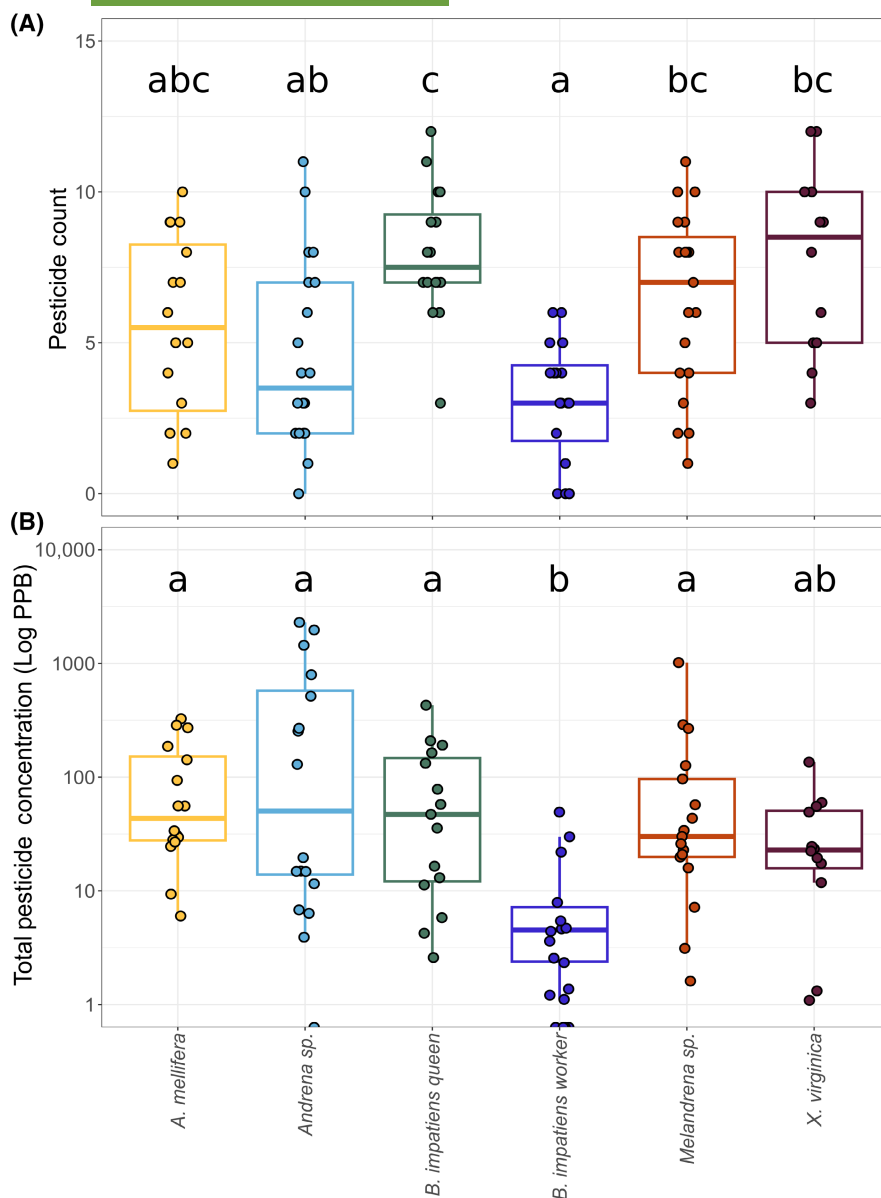 (A)
15
abc ab c a bc bc
10
Pesticide count
5
0
(B)
10,000
a a a b a ab
Total pesticide concentration (Log PPB)
1000
100
10
1
A. mellifera
Andrena sp.
B. impatiens queen
B. impatiens worker
Melandrena sp.
X. virginica